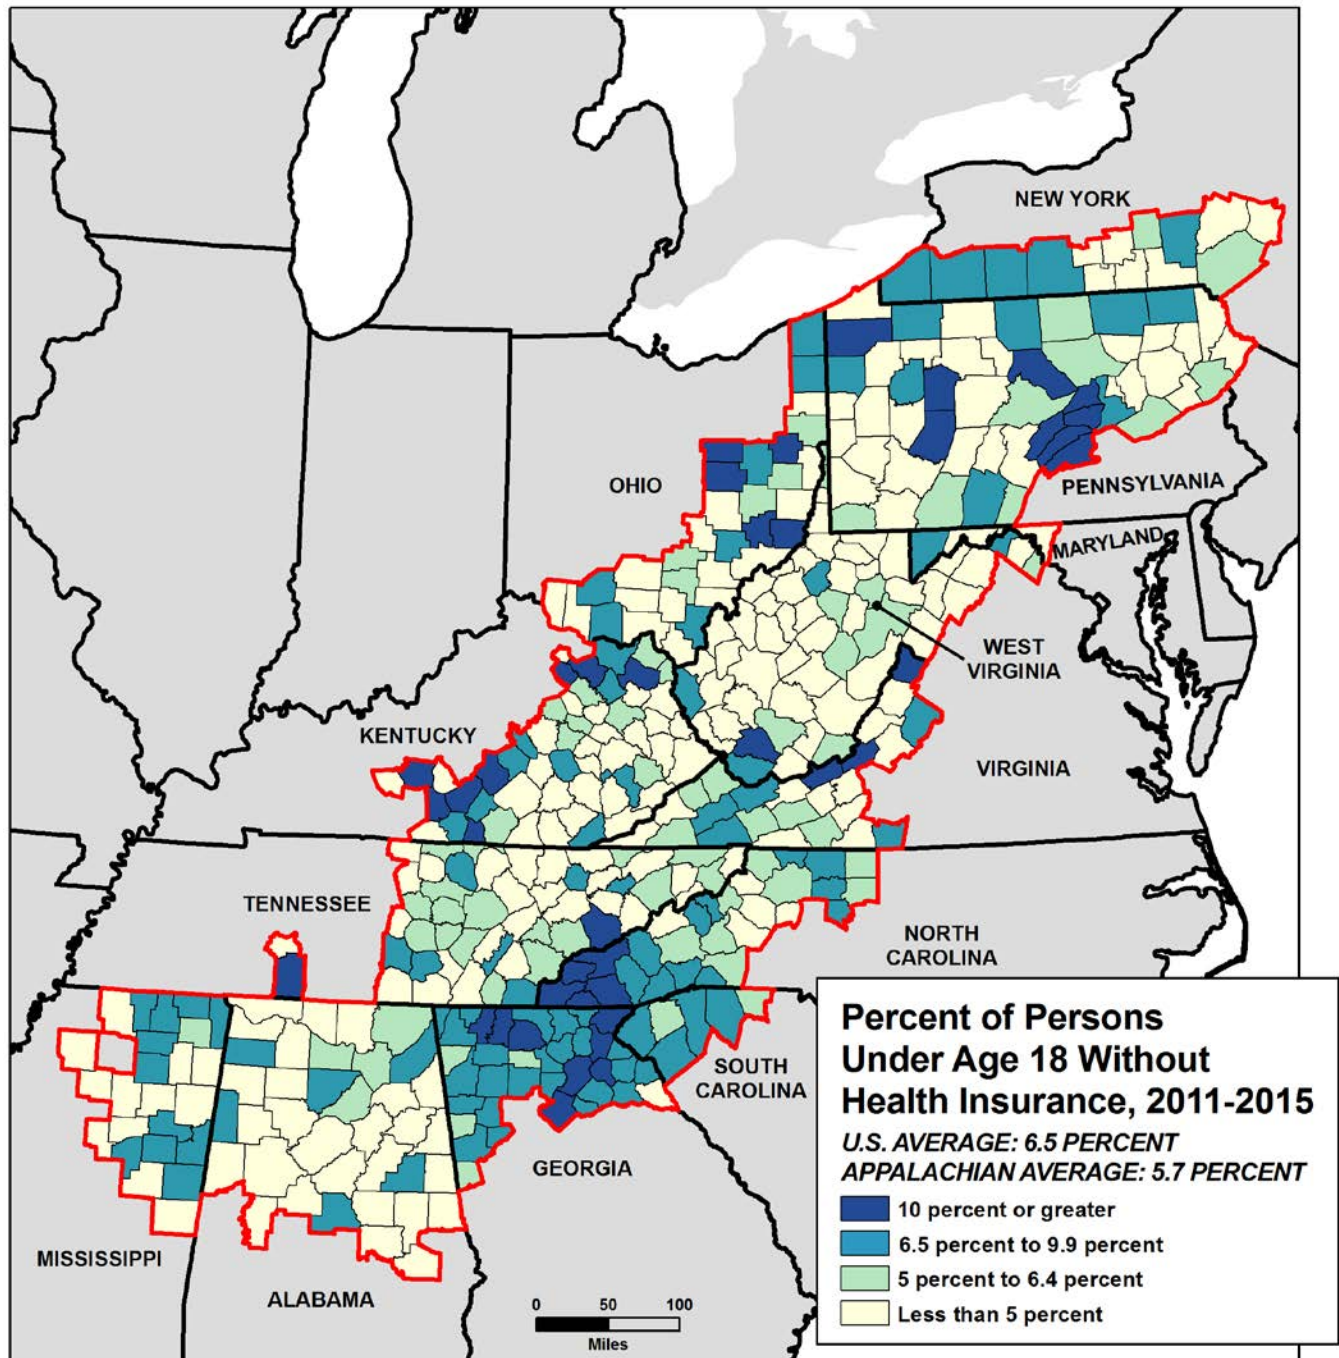 NEW YORK
OHIO
PENNSYLVANIA
MARYLAND
WEST
VIRGINIA
KENTUCKY
VIRGINIA
TENNESSEE
NORTH
CAROLINA
SOUTH
CAROLINA
GEORGIA
MISSISSIPPI
ALABAMA
0 50 100
Miles
Percent of Persons
Under Age 18 Without
Health Insurance, 2011-2015
U.S. AVERAGE: 6.5 PERCENT
APPALACHIAN AVERAGE: 5.7 PERCENT
10 percent or greater
6.5 percent to 9.9 percent
5 percent to 6.4 percent
Less than 5 percent